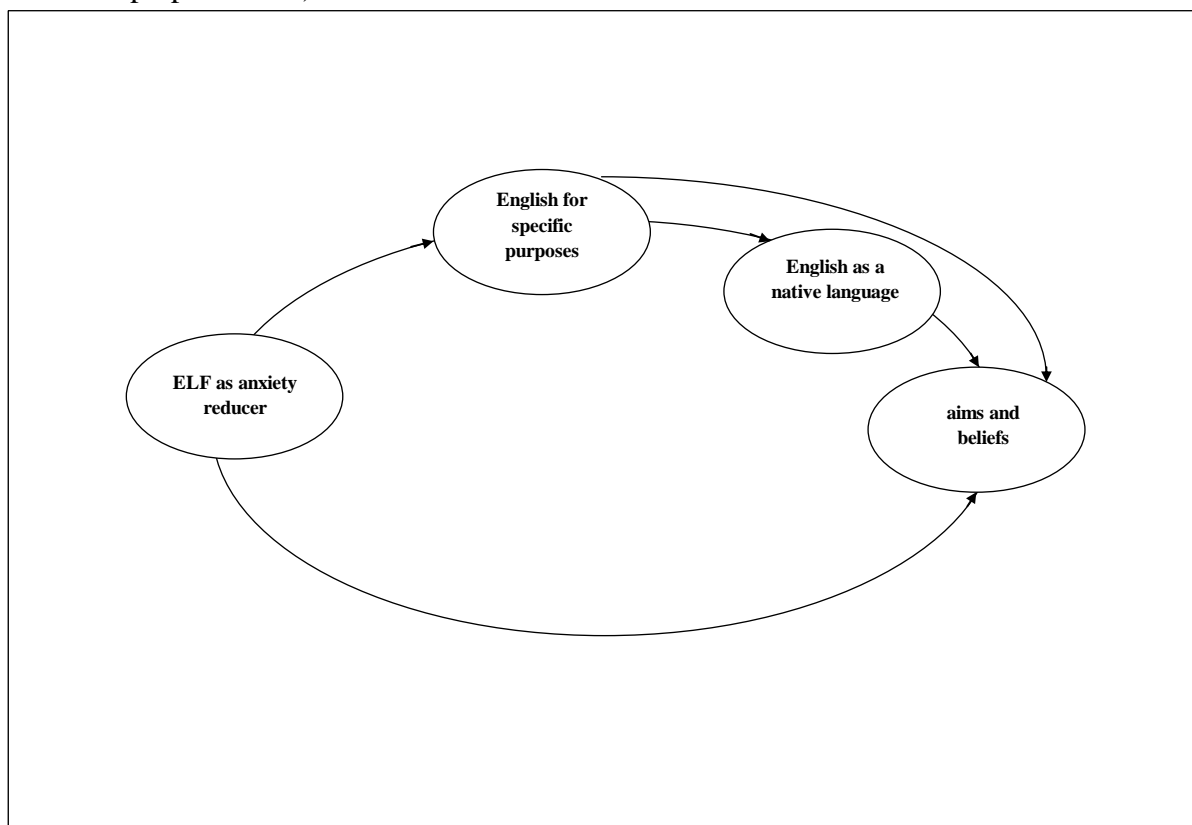 English for
specific
purposes
English as a
native language
ELF as anxiety
reducer
aims and
beliefs